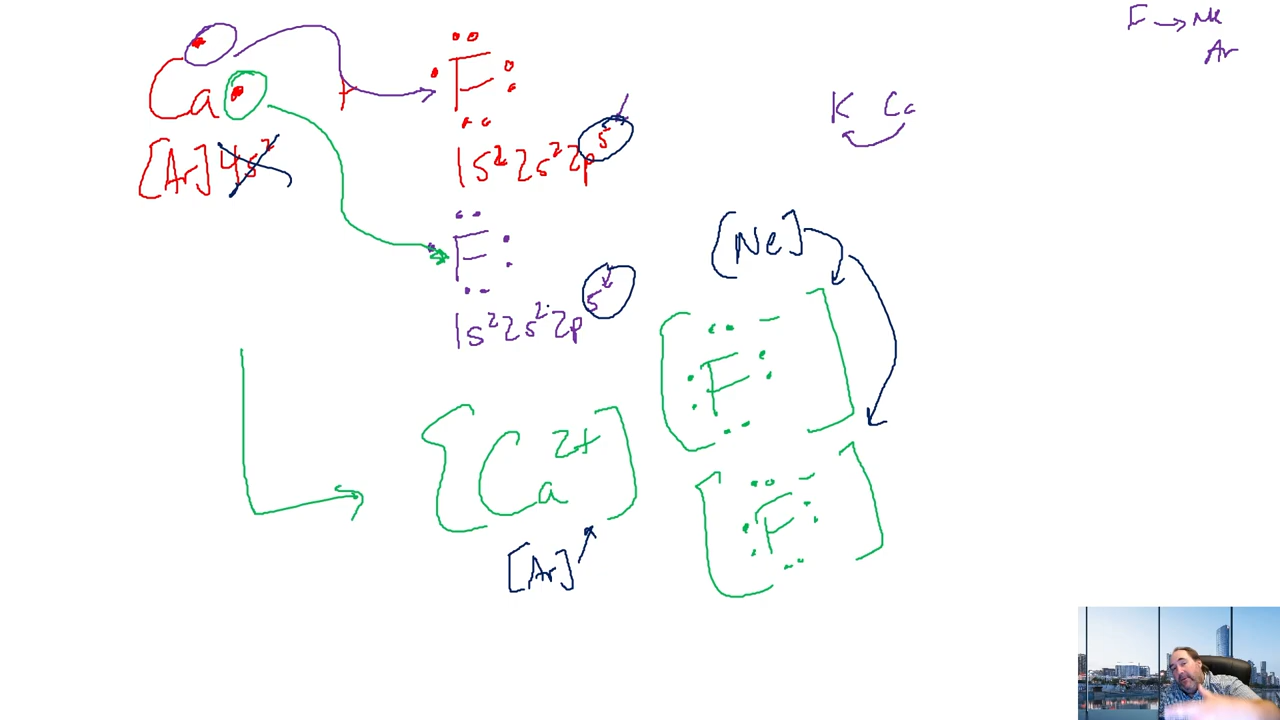 Ca + F
[Ar] 4s² 1s² 2s² 2p⁵
F
1s² 2s² 2p⁵
F → Ne
Ar
K Ca
[Ne]
[F]⁻
[Ca²⁺]
[F]⁻
[Ar]